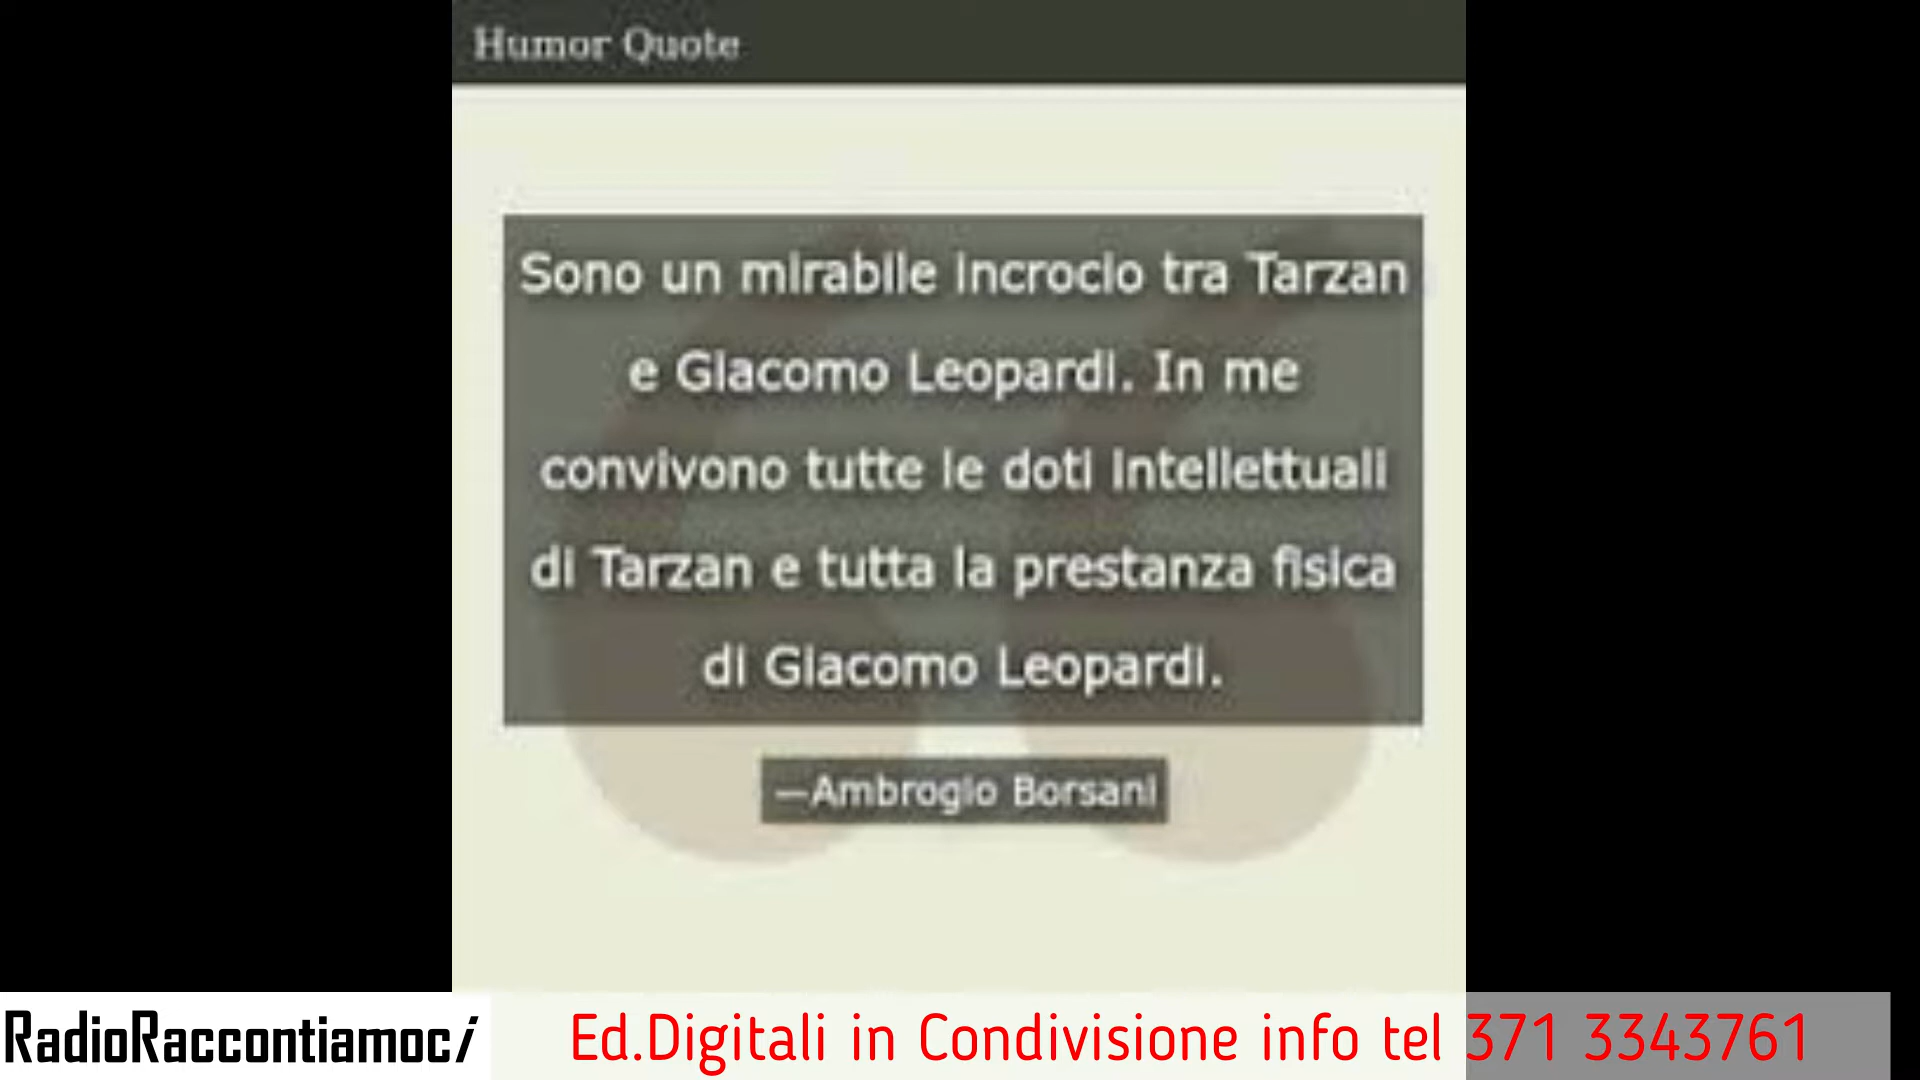 Humor Quote
Sono un mirabile incrocio tra Tarzan
e Giacomo Leopardi. In me
convivono tutte le doti intellettuali
di Tarzan e tutta la prestanza fisica
di Giacomo Leopardi.
—Ambrogio Borsani
RadioRaccontiamoci
Ed.Digitali in Condivisione info tel 371 3343761